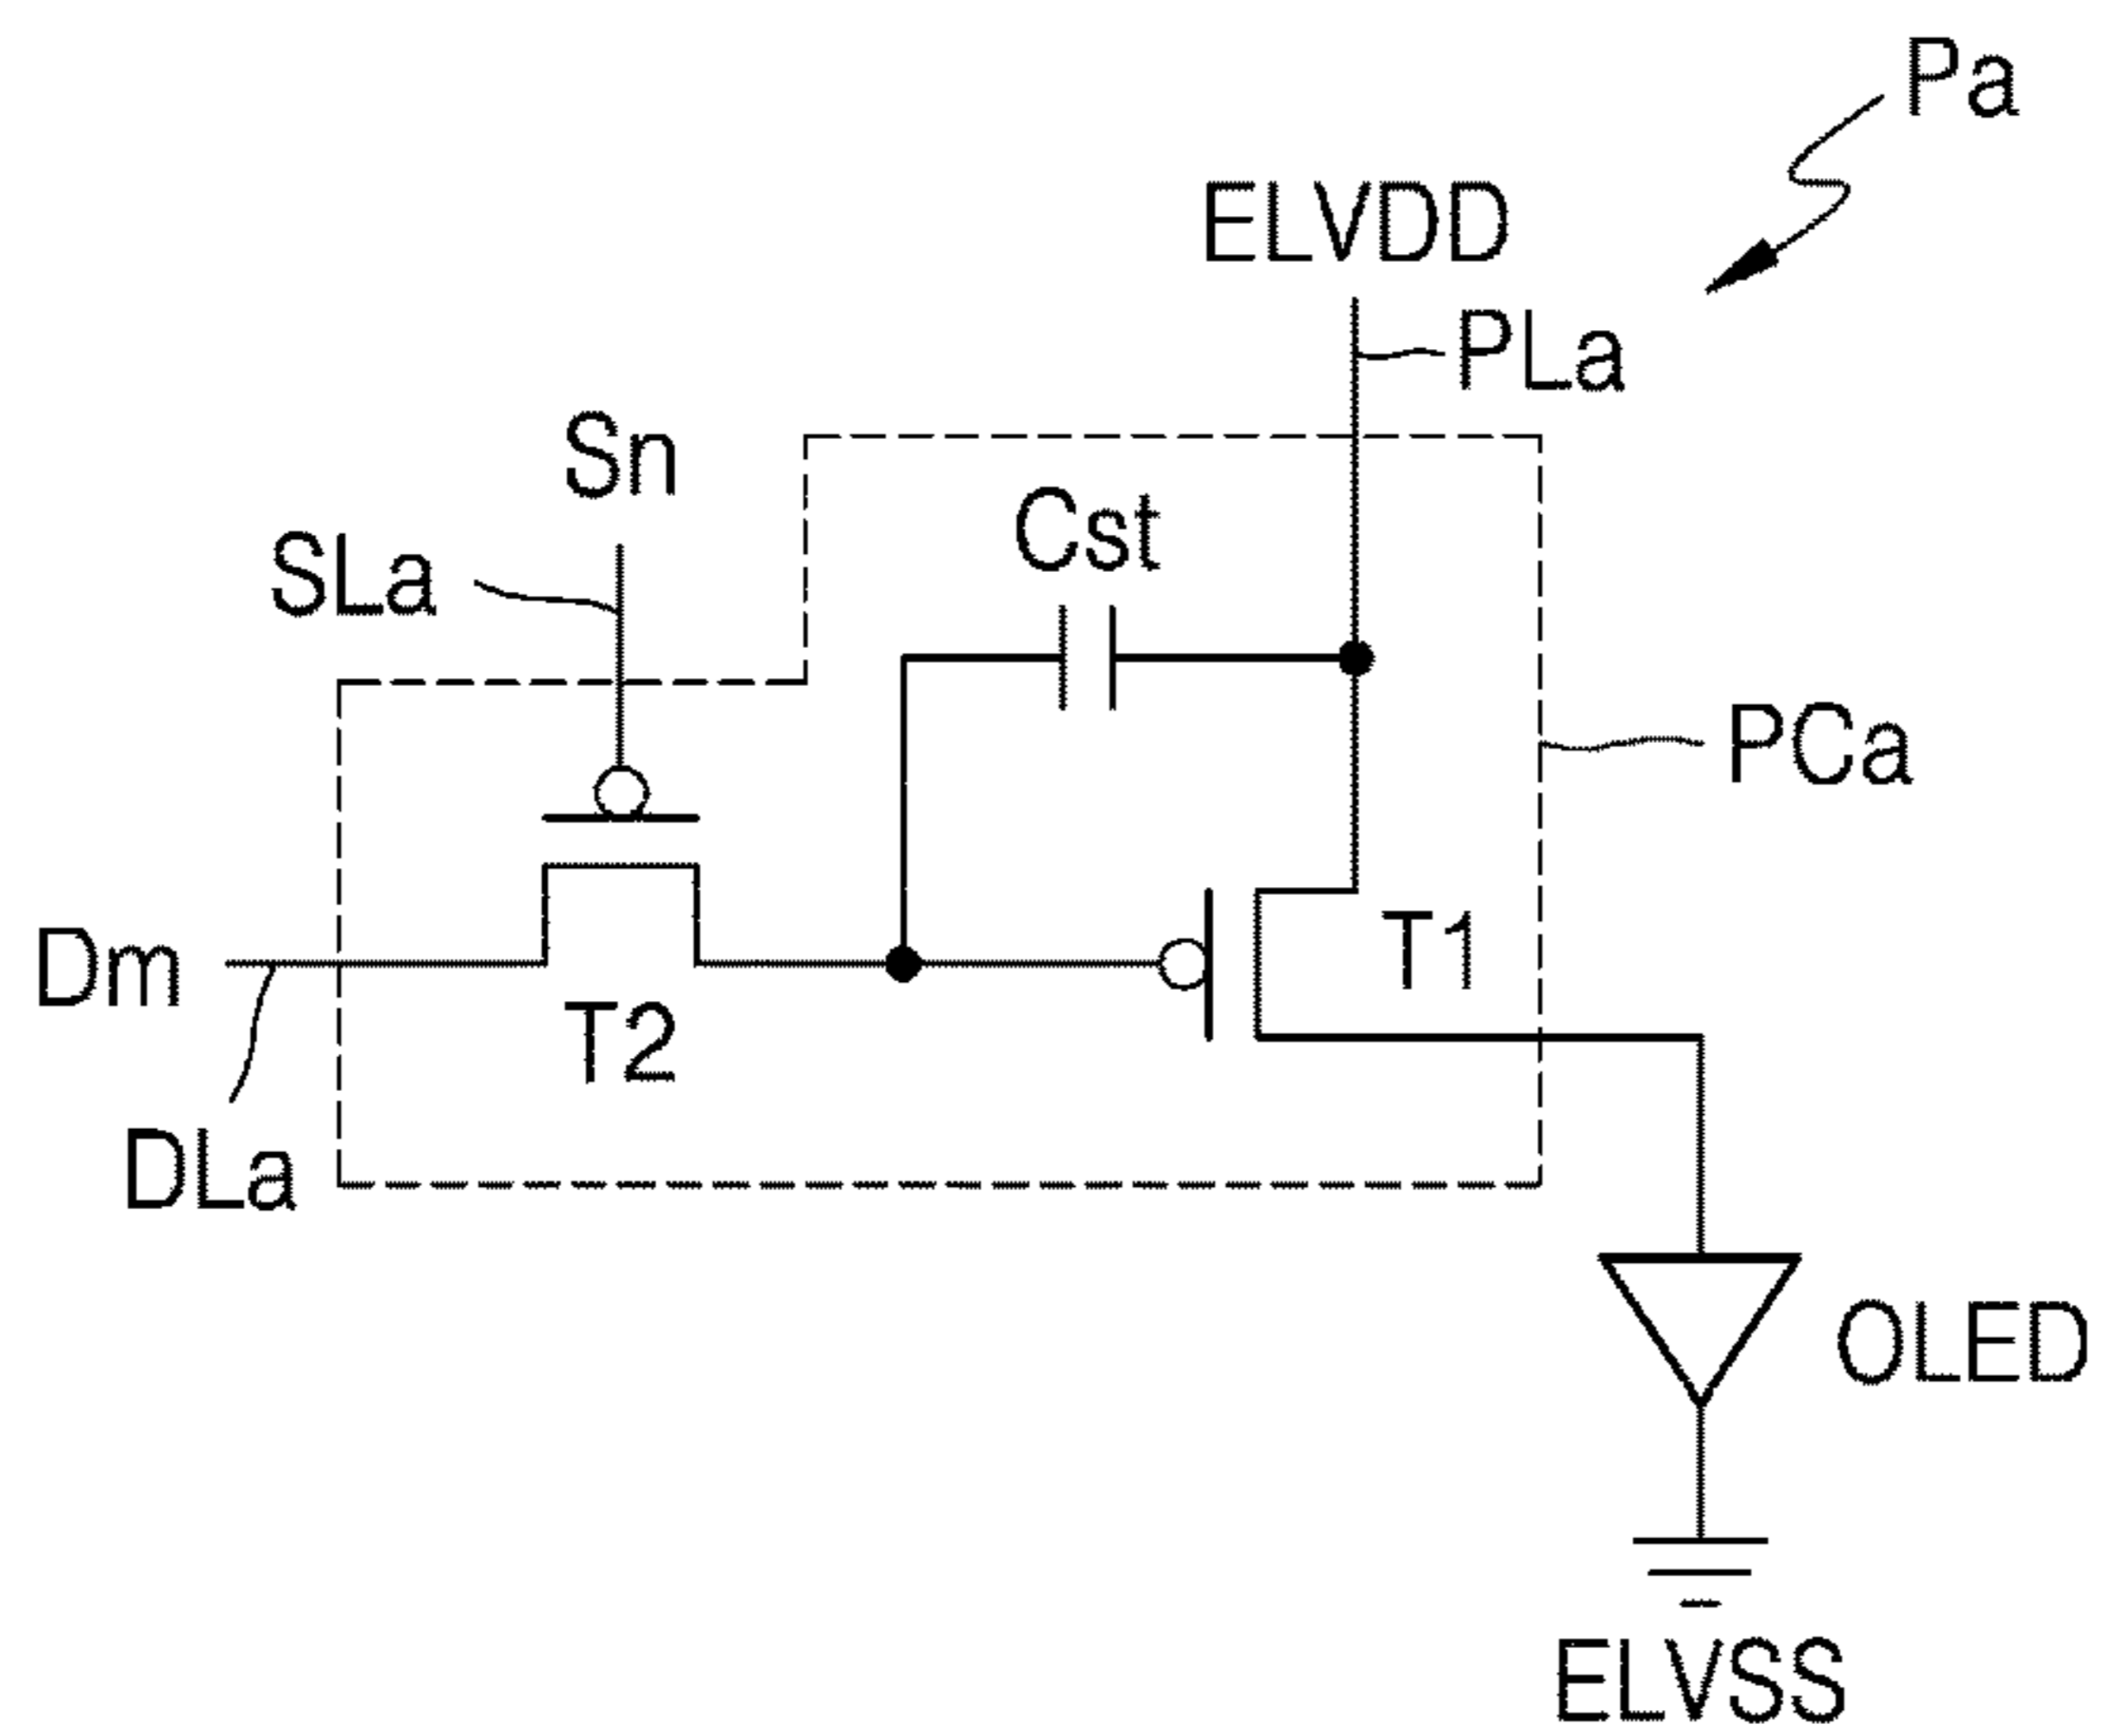 Pa
ELVDD
PLa
Sn
Cst
SLa
PCa
T1
Dm
T2
DLa
OLED
ELVSS